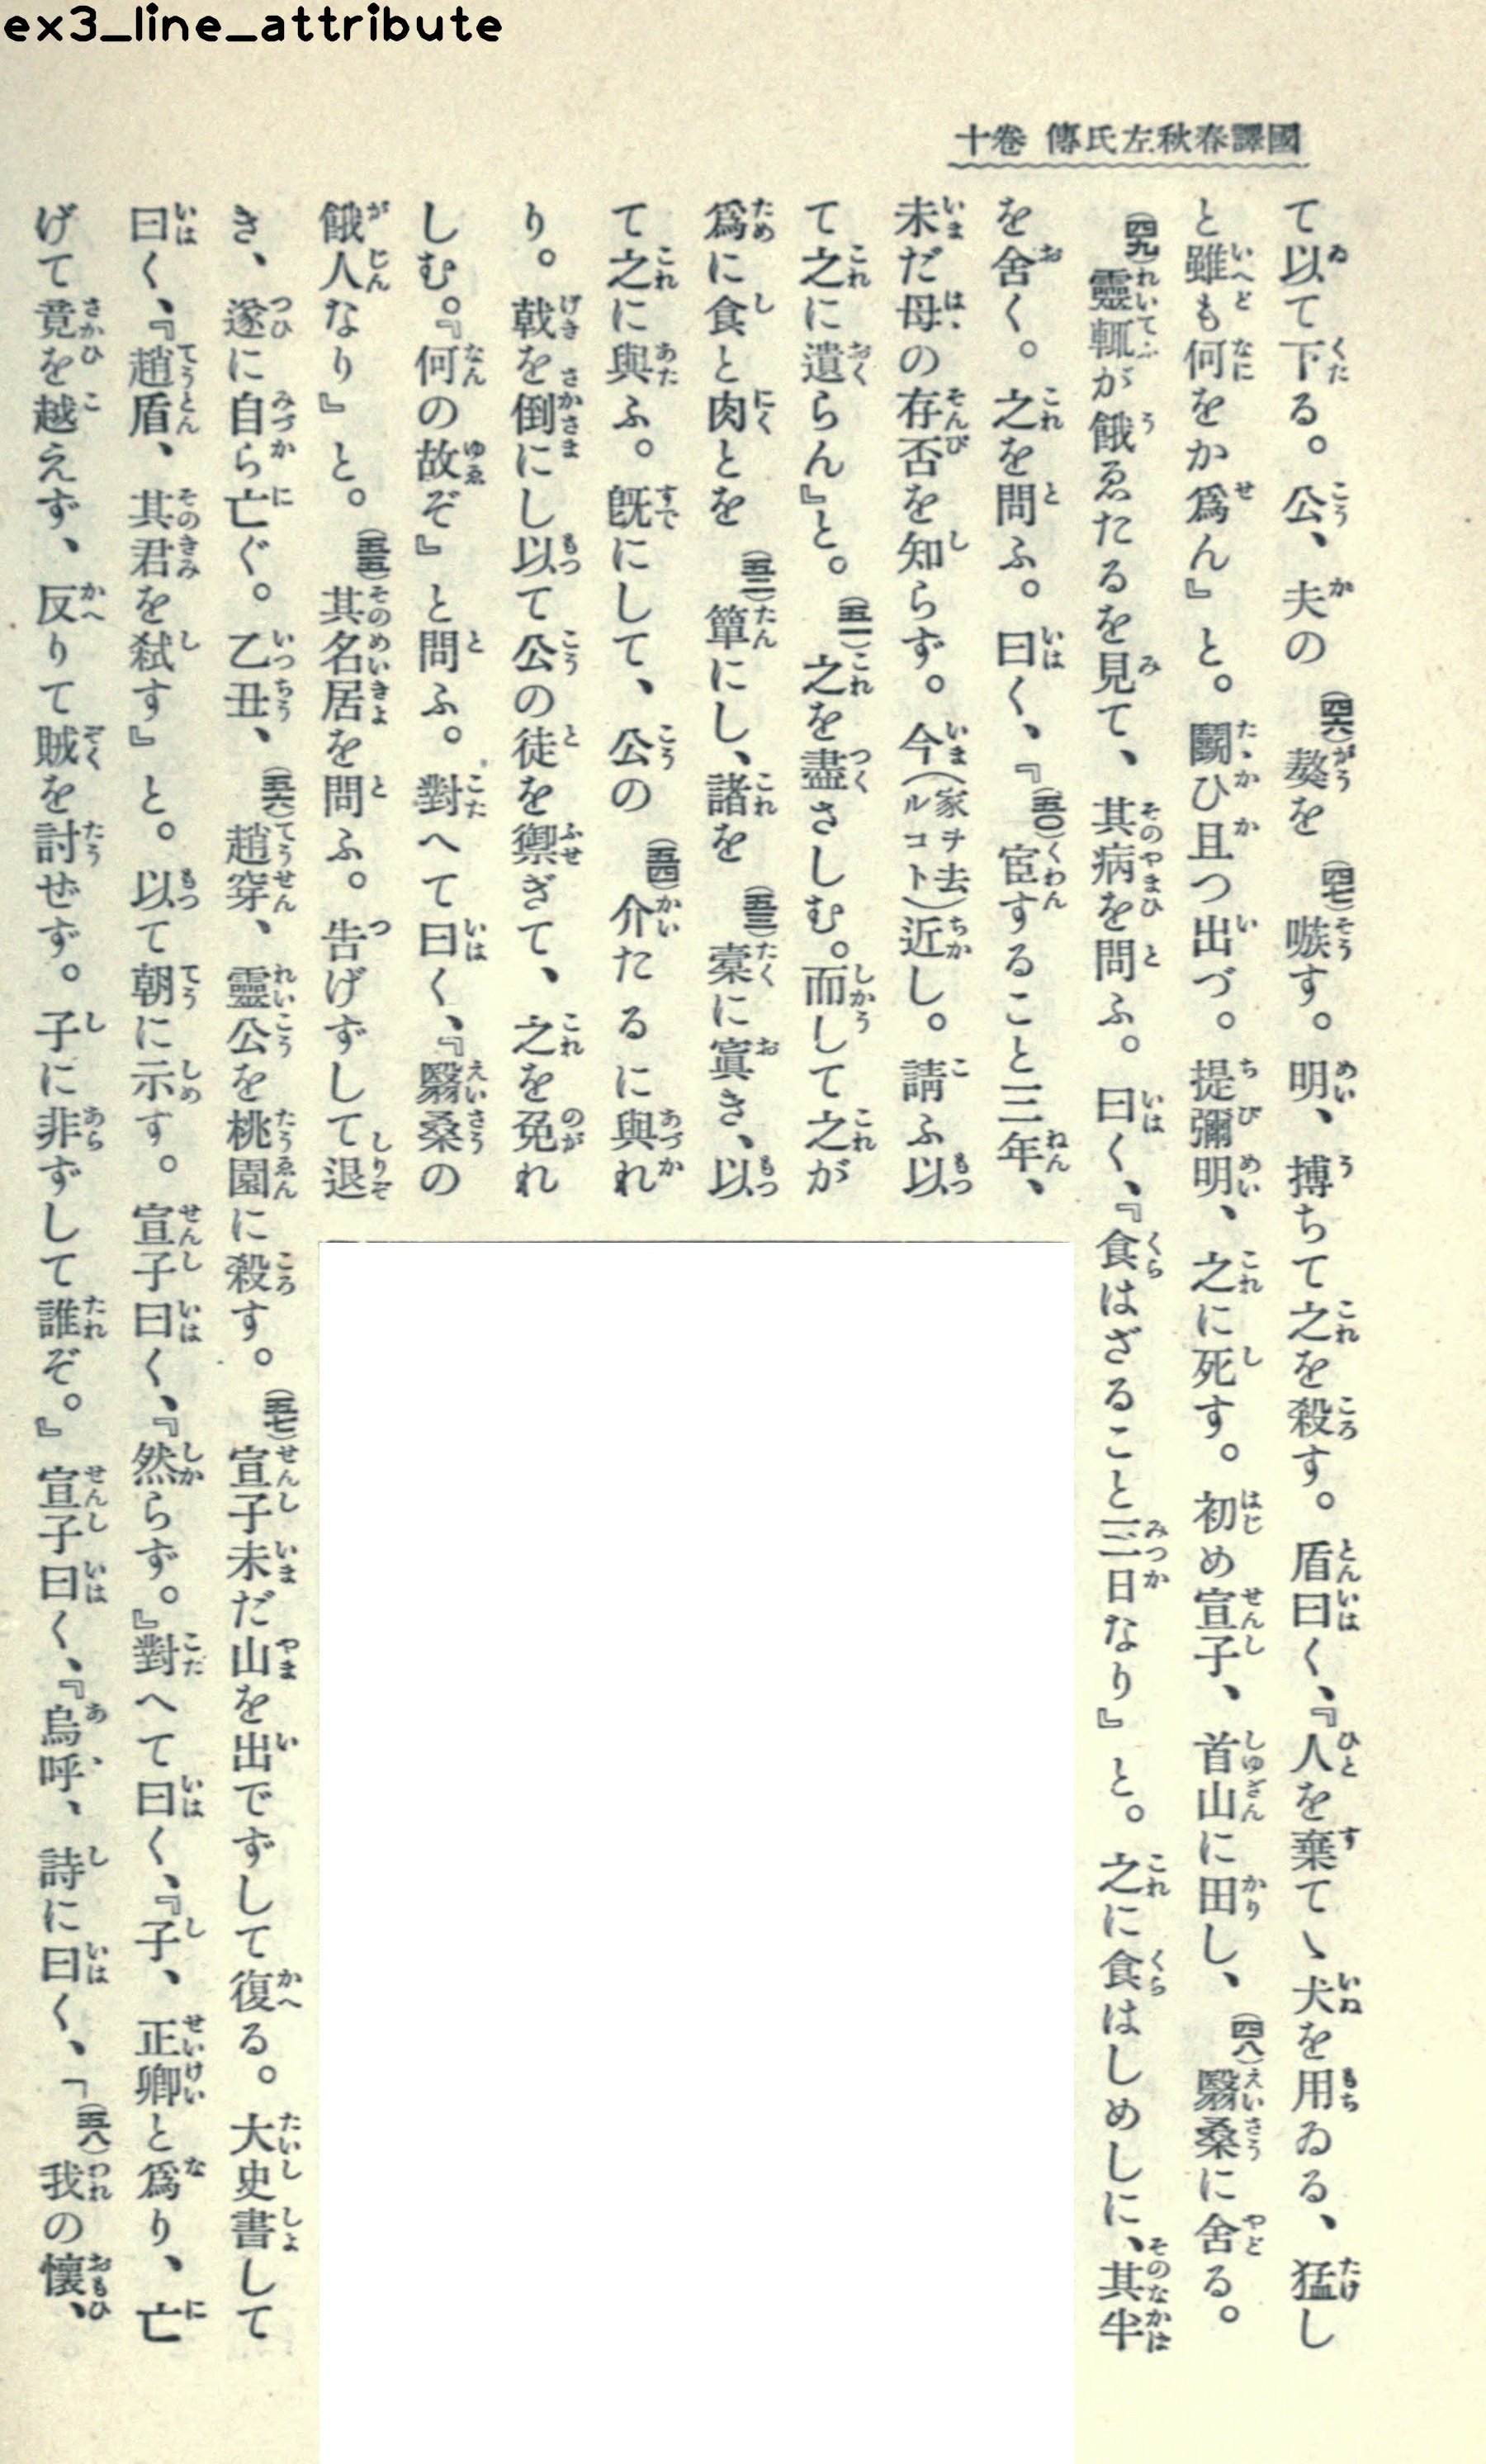 ex3_line_attribute
國譯春秋左氏傳 卷十
て以て下る。公、夫の(四六)獒を(四七)嗾す。明、搏ちて之を殺す。盾曰く、『人を棄てゝ犬を用ゐる、猛し
と雖も何をか爲ん』と。鬭ひ且つ出づ。提彌明、之に死す。初め宣子、首山に田し、(四八)翳桑に舍る。
(四九)靈輒が餓ゑたるを見て、其病を問ふ。曰く、『食はざること三日なり』と。之に食はしめしに、其半
を舍く。之を問ふ。曰く、『(五〇)宦すること三年、
未だ母の存否を知らず。今(家ヲ去ルコト)近し。請ふ以
て之に遺らん』と。(五一)之を盡さしむ。而して之が
爲に食と肉とを(五二)簞にし、諸を(五三)橐に寘き、以
て之に與ふ。旣にして、公の(五四)介たるに與れ
り。戟を倒にし以て公の徒を禦ぎて、之を免れ
しむ。『何の故ぞ』と問ふ。對へて曰く、『翳桑の
餓人なり』と。(五五)其名居を問ふ。告げずして退
き、遂に自ら亡ぐ。乙丑、(五六)趙穿、靈公を桃園に殺す。(五七)宣子未だ山を出でずして復る。大史書して
曰く、『趙盾、其君を弑す』と。以て朝に示す。宣子曰く、『然らず。』對へて曰く、『子、正卿と爲り、亡
げて竟を越えず、反りて賊を討ぜず。子に非ずして誰ぞ。』宣子曰く、『烏呼、詩に曰く、「(五八)我の懷、